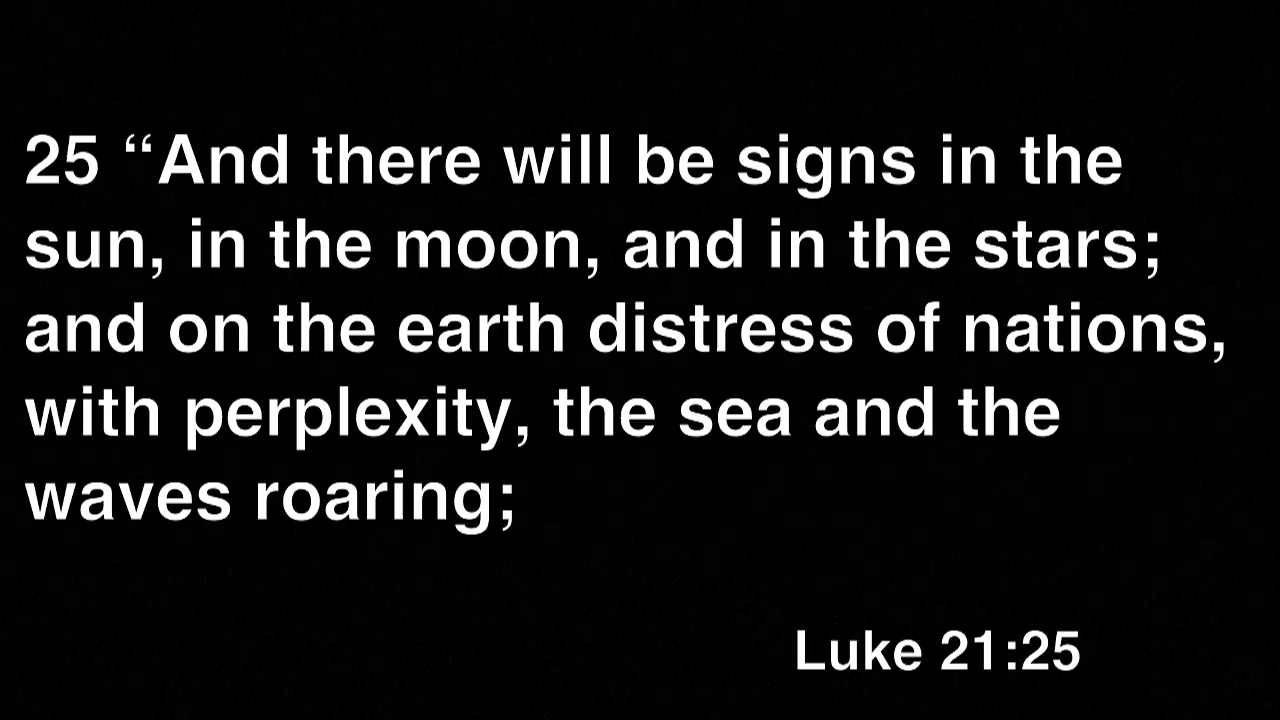 25 “And there will be signs in the
sun, in the moon, and in the stars;
and on the earth distress of nations,
with perplexity, the sea and the
waves roaring;
Luke 21:25